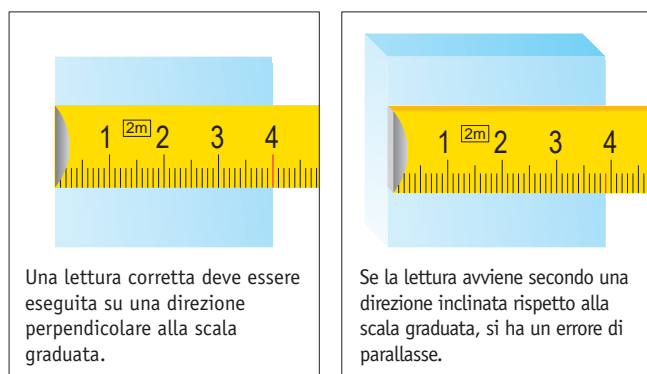 1 2m 2 3 4
Una lettura corretta deve essere
eseguita su una direzione
perpendicolare alla scala
graduata.
1 2m 2 3 4
Se la lettura avviene secondo una
direzione inclinata rispetto alla
scala graduata, si ha un errore di
parallasse.